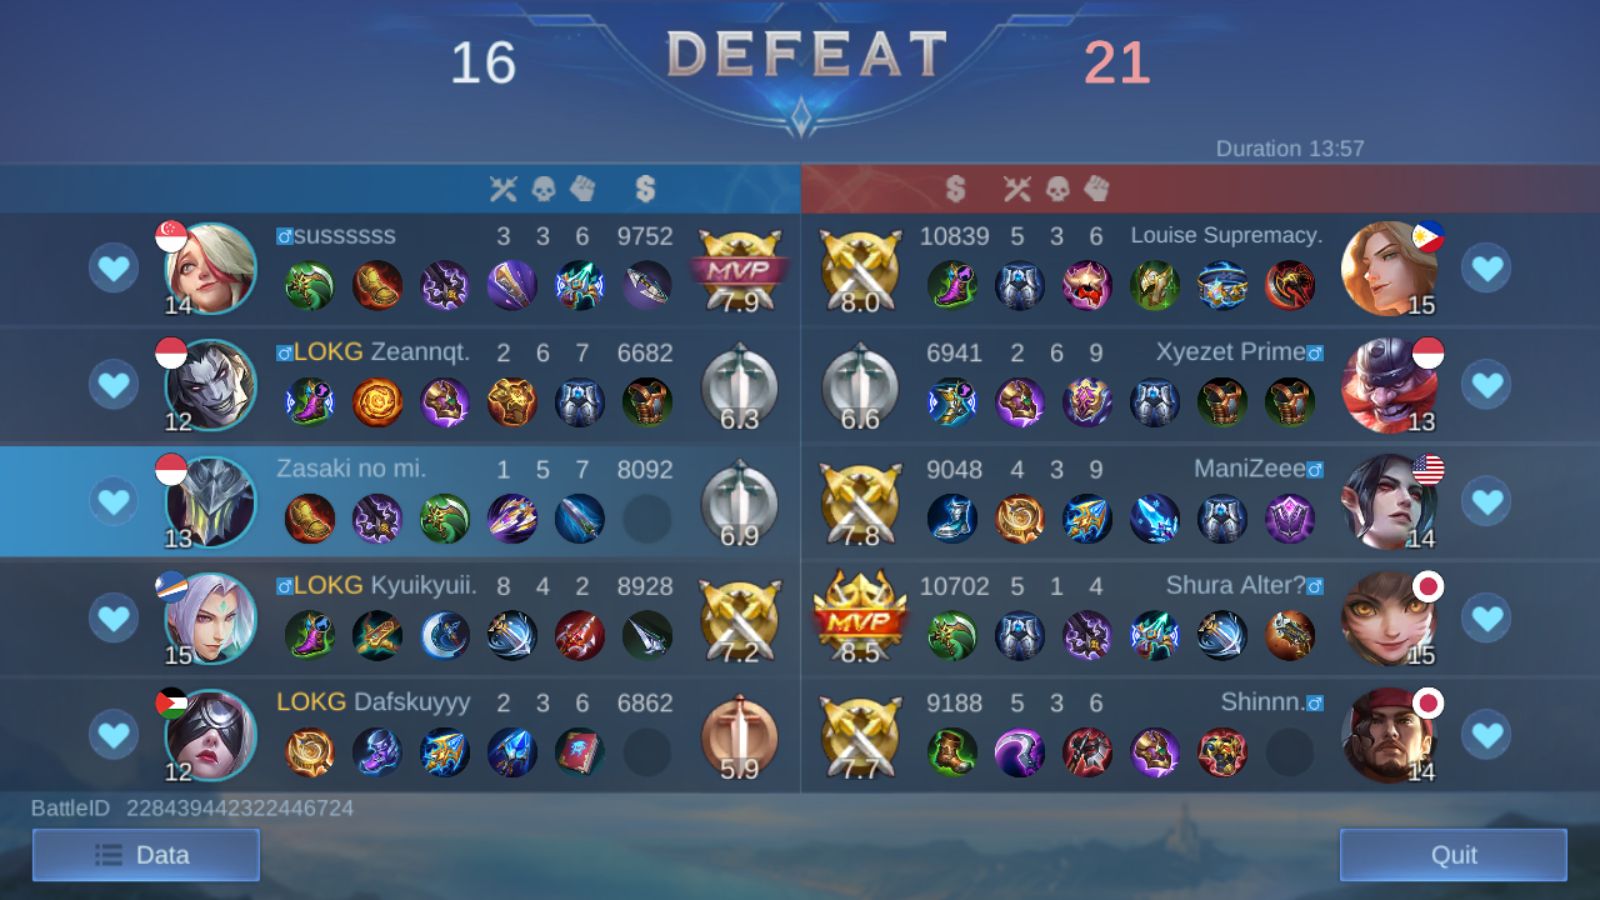 16 DEFEAT 21
Duration 13:57
sussssss 3 3 6 9752 MVP 7.9 14
8.0 10839 5 3 6 Louise Supremacy. 15
LOKG Zeannqt. 2 6 7 6682 6.3 12
6.6 6941 2 6 9 Xyezet Prime 13
Zasaki no mi. 1 5 7 8092 6.9 13
7.8 9048 4 3 9 ManiZeee 14
LOKG Kyuikyuii. 8 4 2 8928 7.2 15
MVP 8.5 10702 5 1 4 Shura Alter? 15
LOKG Dafskuyyy 2 3 6 6862 5.9 12
7.7 9188 5 3 6 Shinnn. 14
BattleID 228439442322446724
Data
Quit